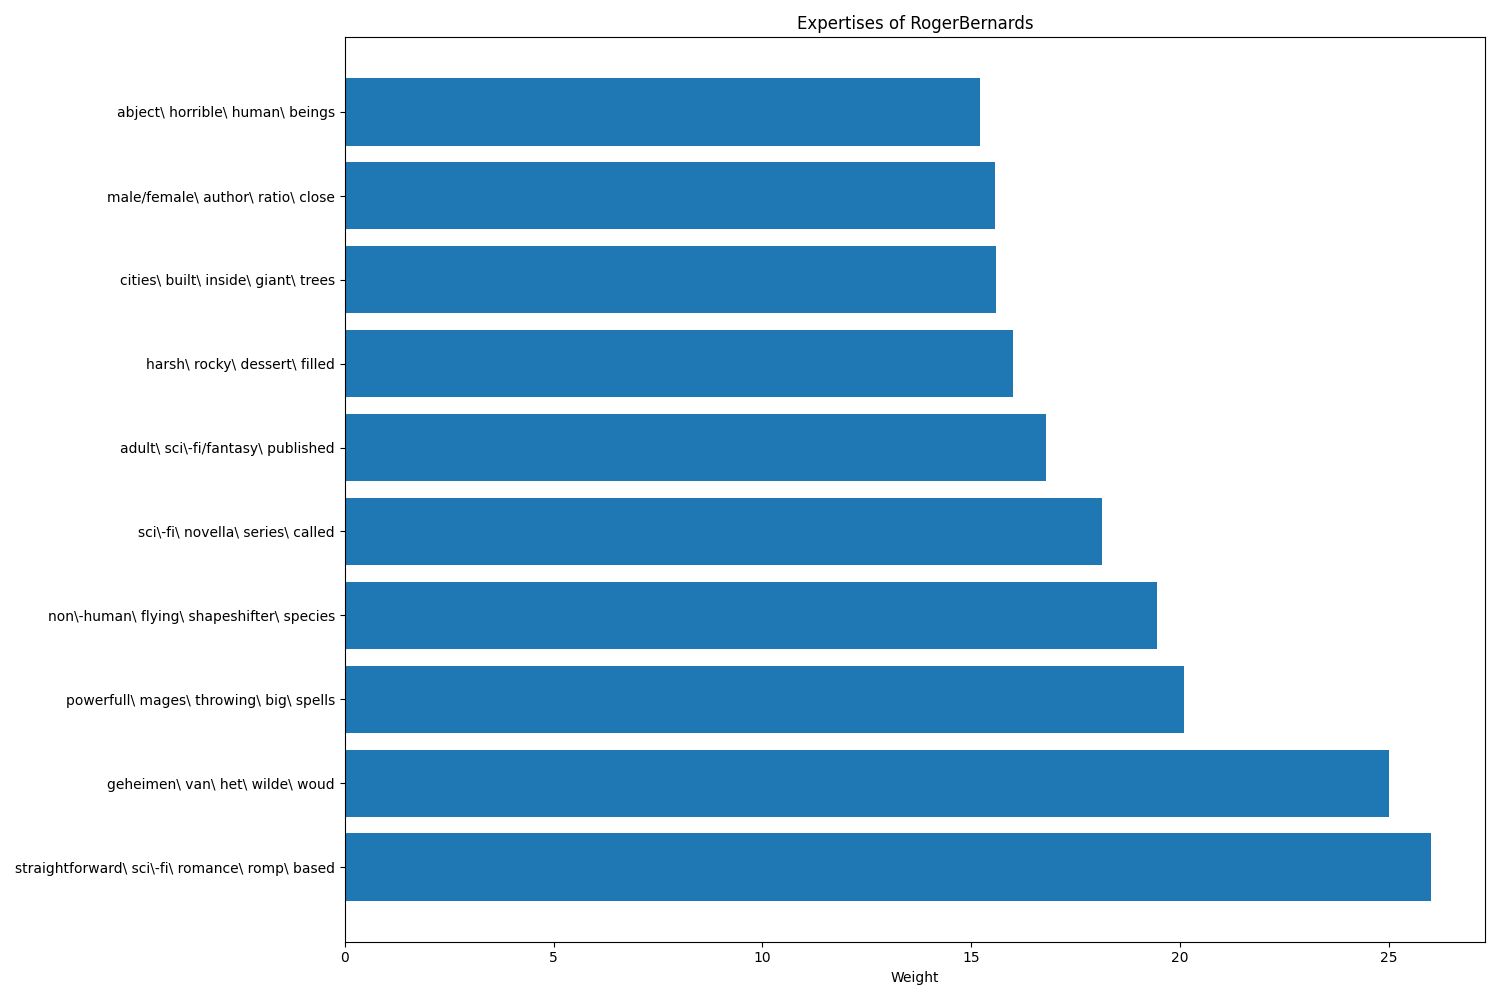 Expertises of RogerBernards
abject\ horrible\ human\ beings
male/female\ author\ ratio\ close
cities\ built\ inside\ giant\ trees
harsh\ rocky\ dessert\ filled
adult\ sci\-fi/fantasy\ published
sci\-fi\ novella\ series\ called
non\-human\ flying\ shapeshifter\ species
powerfull\ mages\ throwing\ big\ spells
geheimen\ van\ het\ wilde\ woud
straightforward\ sci\-fi\ romance\ romp\ based
0 5 10 15 20 25
Weight